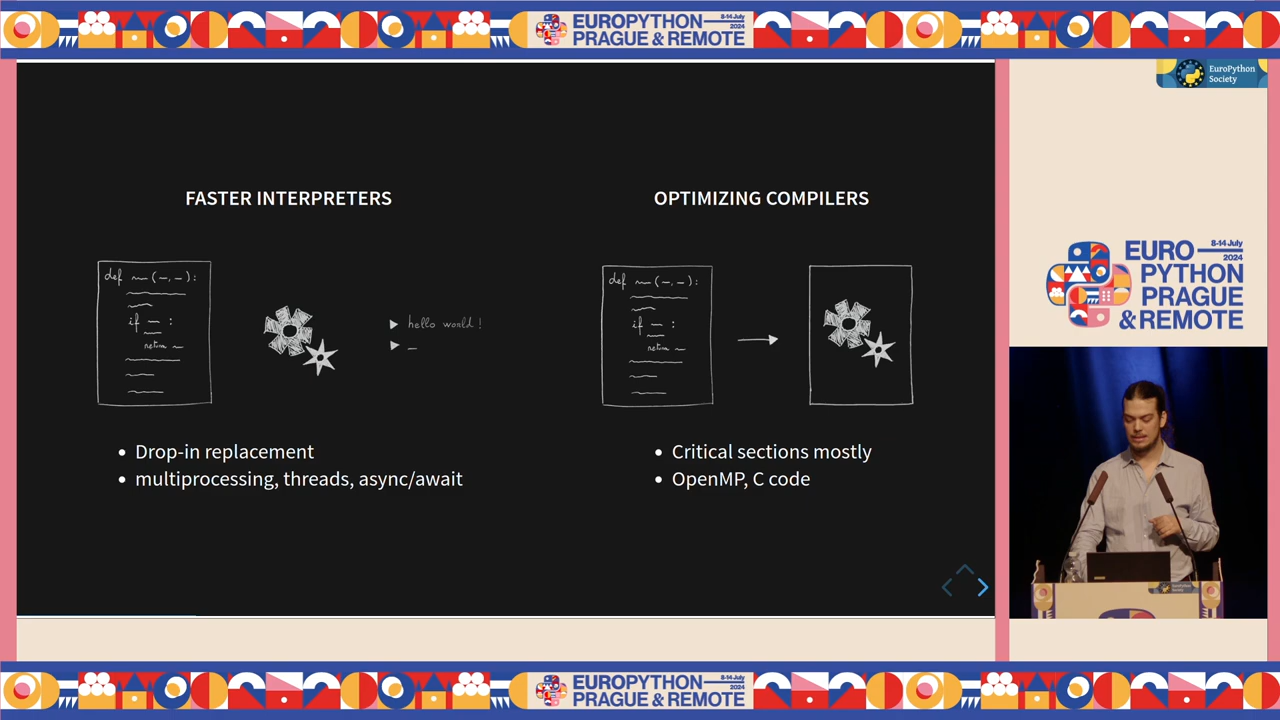 EUROPYTHON
8-14 July
2024
PRAGUE & REMOTE
EuroPython
Society
FASTER INTERPRETERS
OPTIMIZING COMPILERS
def (-,-):
if - :
return
hello world!
def (-,-):
if - :
return
Drop-in replacement
multiprocessing, threads, async/await
Critical sections mostly
OpenMP, C code
EURO
8-14 July
2024
PYTHON
PRAGUE
& REMOTE
EUROPYTHON
8-14 July
2024
PRAGUE & REMOTE